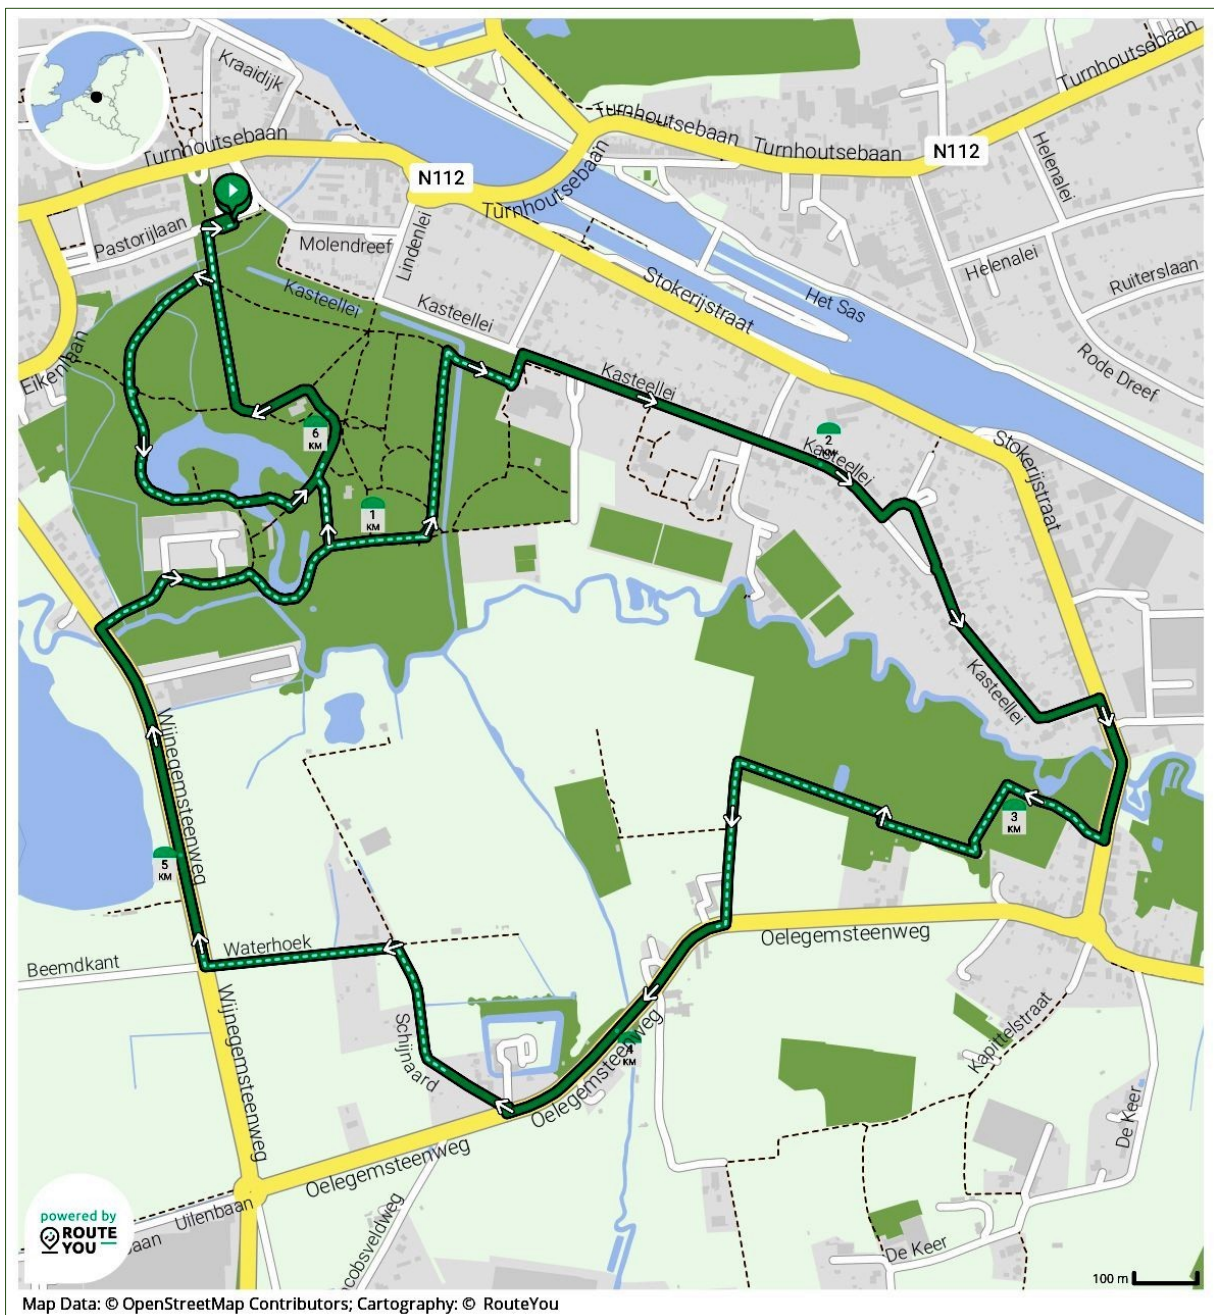 Kraaidijk
Turnhoutsebaan
Turnhoutsebaan
Turnhoutsebaan
Turnhoutsebaan
N112
Turnhoutsebaan
N112
Helenalei
Pastorijlaan
Molendreef
Lindenlei
Kasteellei
Kasteellei
Stokerijstraat
Het Sas
Helenalei
Ruiterslaan
Rode Dreef
Eikenlaan
Kasteellei
6
KM
2
KM
Kasteellei
Stokerijstraat
1
KM
Kasteellei
Wijnegemsteenweg
3
KM
5
KM
Waterhoek
Beemdkant
Oelegemsteenweg
Wijnegemsteenweg
Schijnaard
4
KM
Oelegemsteenweg
Kapittelstraat
De Keer
Oelegemsteenweg
Uilenbaan
aan
acobsveldweg
De Keer
powered by
ROUTE
YOU
100 m
Map Data: © OpenStreetMap Contributors; Cartography: © RouteYou